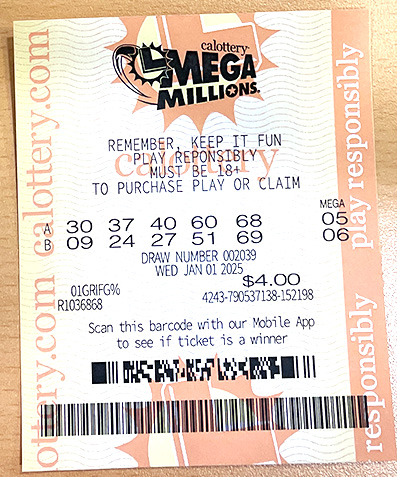 calottery
MEGA
MILLIONS
REMEMBER, KEEP IT FUN
PLAY REPONSIBLY
MUST BE 18+
TO PURCHASE PLAY OR CLAIM
calottery
MEGA
A 30 37 40 60 68 05
B 09 24 27 51 69 06
DRAW NUMBER 002039
WED JAN 01 2025
$4.00
01GRIFG%
R1036868
4243-790537138-152198
Scan this barcode with our Mobile App
to see if ticket is a winner
calottery.com calottery.com
play responsibly
responsibly